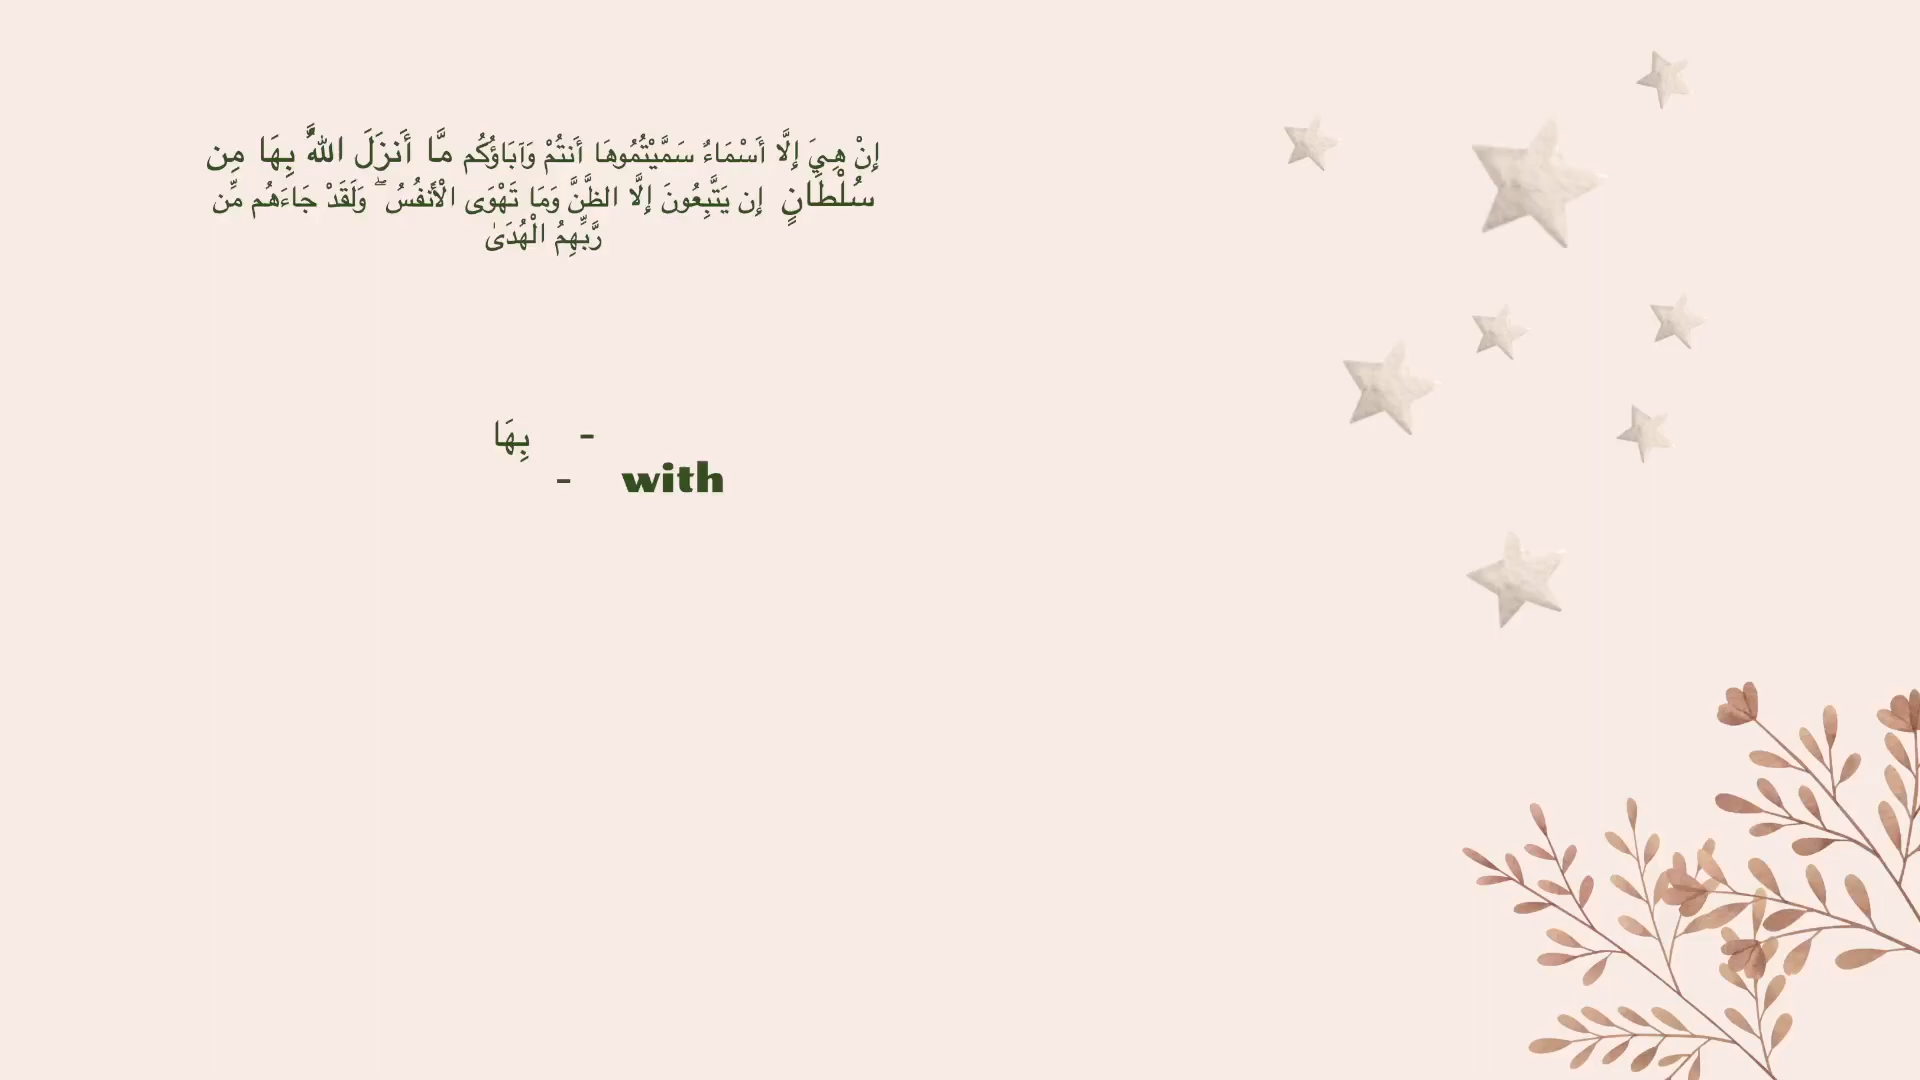 إِنْ هِيَ إِلَّا أَسْمَاءٌ سَمَّيْتُمُوهَا أَنتُمْ وَآبَاؤُكُم مَّا أَنزَلَ اللَّهُ بِهَا مِن
سُلْطَانٍ إِن يَتَّبِعُونَ إِلَّا الظَّنَّ وَمَا تَهْوَى الْأَنفُسُ ۖ وَلَقَدْ جَاءَهُم مِّن
رَّبِّهِمُ الْهُدَىٰ
بِهَا -
- with